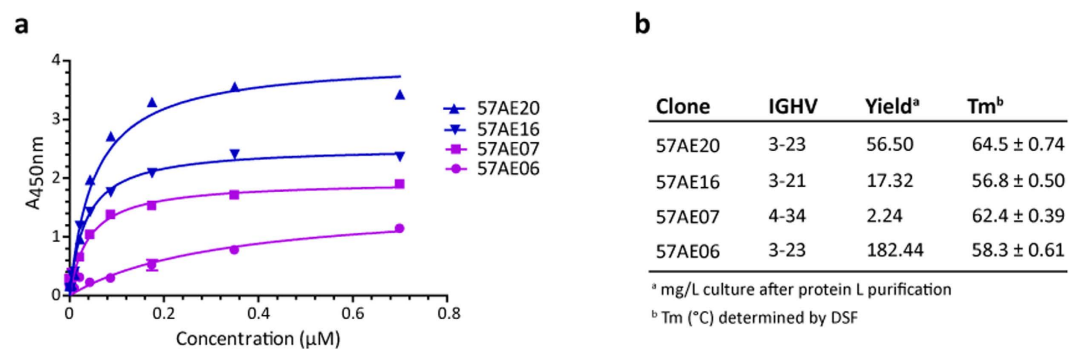 a
A450nm
4
3
2
1
0
0 0.2 0.4 0.6 0.8
Concentration (μM)
57AE20
57AE16
57AE07
57AE06
b
Clone IGHV Yieldᵃ Tmᵇ
57AE20 3-23 56.50 64.5 ± 0.74
57AE16 3-21 17.32 56.8 ± 0.50
57AE07 4-34 2.24 62.4 ± 0.39
57AE06 3-23 182.44 58.3 ± 0.61
ᵃ mg/L culture after protein L purification
ᵇ Tm (°C) determined by DSF